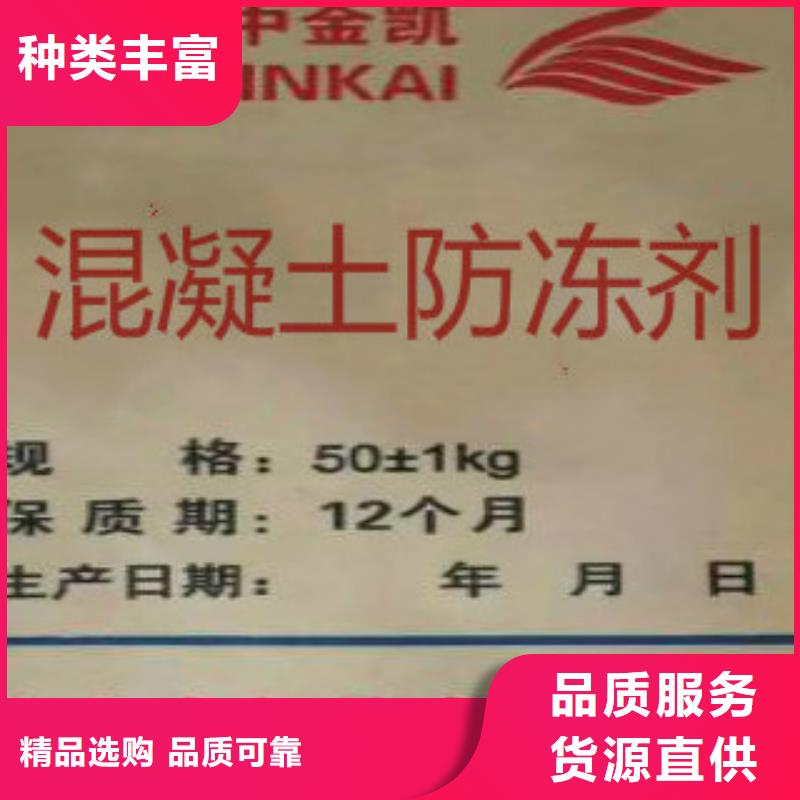 种类丰富
中金凯
INKAI
混凝土防冻剂
规 格：50±1kg
保质期：12个月
生产日期： 年 月 日
品质服务
货源直供
精品选购 品质可靠